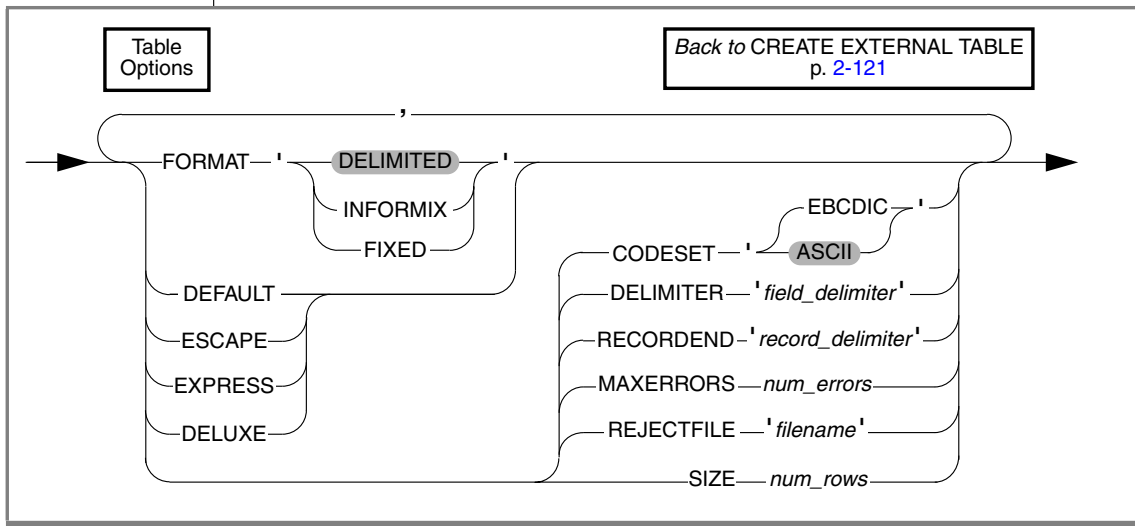 Table
Options
Back to CREATE EXTERNAL TABLE
p. 2-121
,
FORMAT ' DELIMITED '
INFORMIX
FIXED
DEFAULT
ESCAPE
EXPRESS
DELUXE
CODESET ' EBCDIC '
ASCII
DELIMITER 'field_delimiter'
RECORDEND 'record_delimiter'
MAXERRORS num_errors
REJECTFILE 'filename'
SIZE num_rows